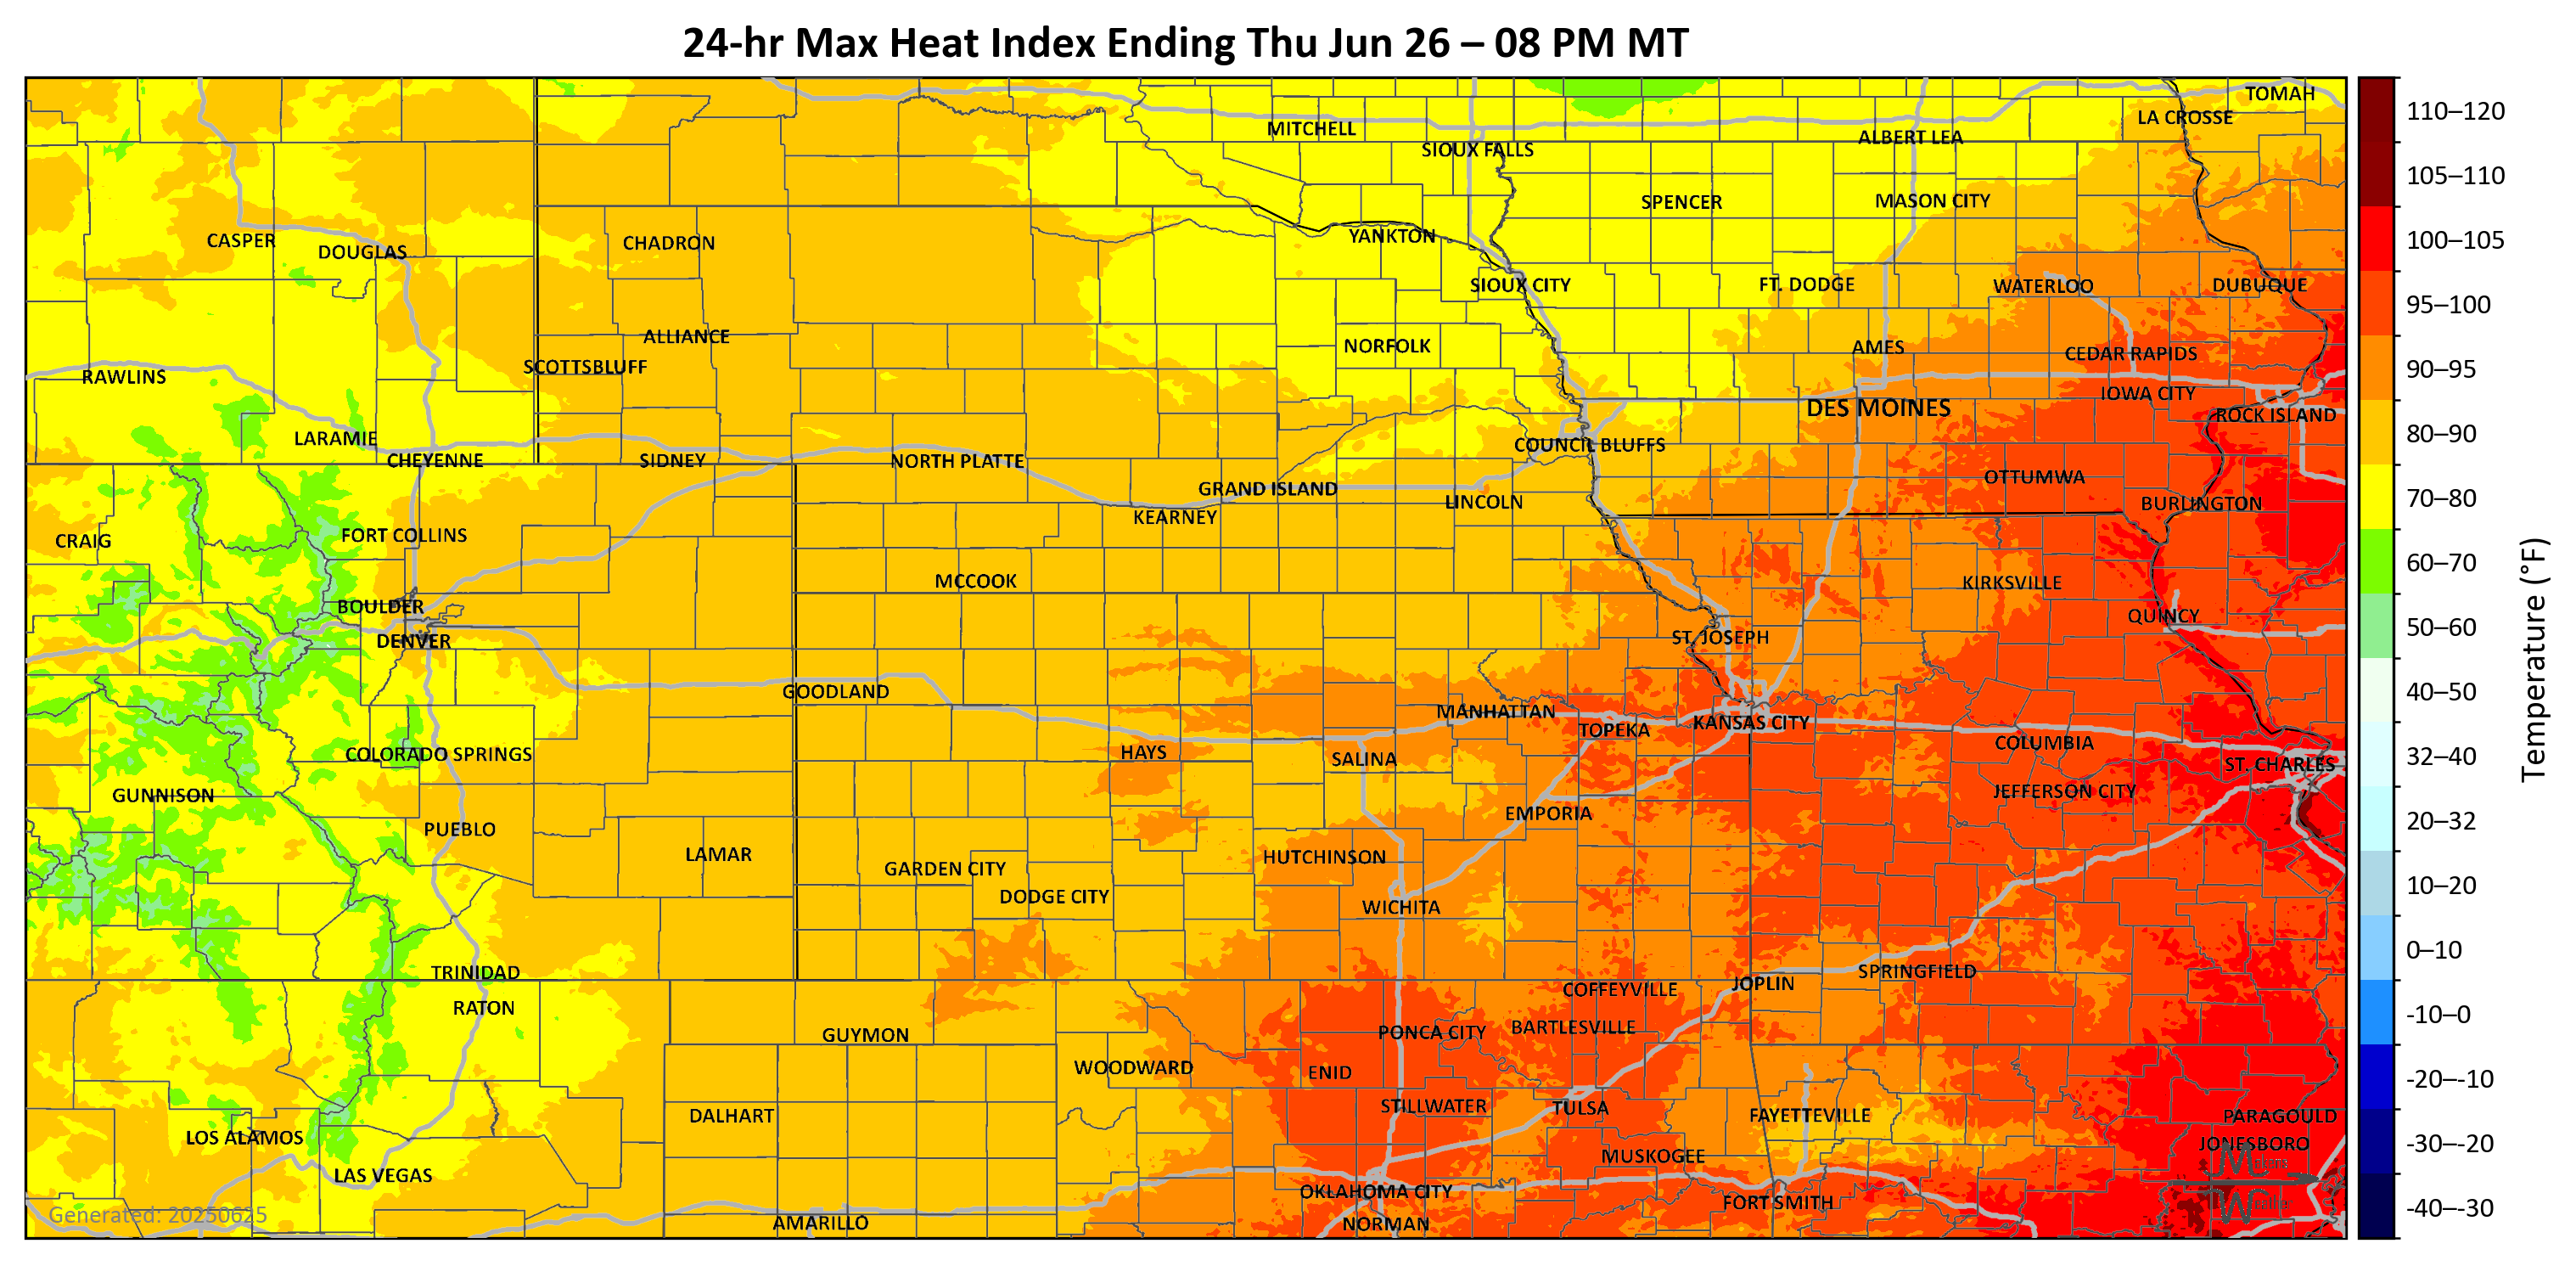 24-hr Max Heat Index Ending Thu Jun 26 – 08 PM MT
TOMAH
LA CROSSE
MITCHELL
ALBERT LEA
SIOUX FALLS
SPENCER
MASON CITY
CASPER
DOUGLAS
CHADRON
YANKTON
SIOUX CITY
FT. DODGE
WATERLOO
DUBUQUE
ALLIANCE
NORFOLK
AMES
CEDAR RAPIDS
SCOTTSBLUFF
RAWLINS
IOWA CITY
DES MOINES
ROCK ISLAND
LARAMIE
COUNCIL BLUFFS
CHEYENNE
SIDNEY
NORTH PLATTE
OTTUMWA
GRAND ISLAND
LINCOLN
BURLINGTON
KEARNEY
FORT COLLINS
CRAIG
MCCOOK
KIRKSVILLE
BOULDER
QUINCY
DENVER
ST. JOSEPH
GOODLAND
MANHATTAN
KANSAS CITY
TOPEKA
COLUMBIA
COLORADO SPRINGS
HAYS
SALINA
ST. CHARLES
GUNNISON
JEFFERSON CITY
EMPORIA
PUEBLO
LAMAR
HUTCHINSON
GARDEN CITY
DODGE CITY
WICHITA
TRINIDAD
SPRINGFIELD
JOPLIN
COFFEYVILLE
RATON
GUYMON
PONCA CITY
BARTLESVILLE
WOODWARD
ENID
STILLWATER
TULSA
DALHART
FAYETTEVILLE
PARAGOULD
LOS ALAMOS
JONESBORO
MUSKOGEE
LAS VEGAS
OKLAHOMA CITY
FORT SMITH
AMARILLO
NORMAN
Generated: 20250625
110–120
105–110
100–105
95–100
90–95
80–90
70–80
60–70
50–60
40–50
32–40
20–32
10–20
0–10
-10–0
-20–-10
-30–-20
-40–-30
Temperature (°F)